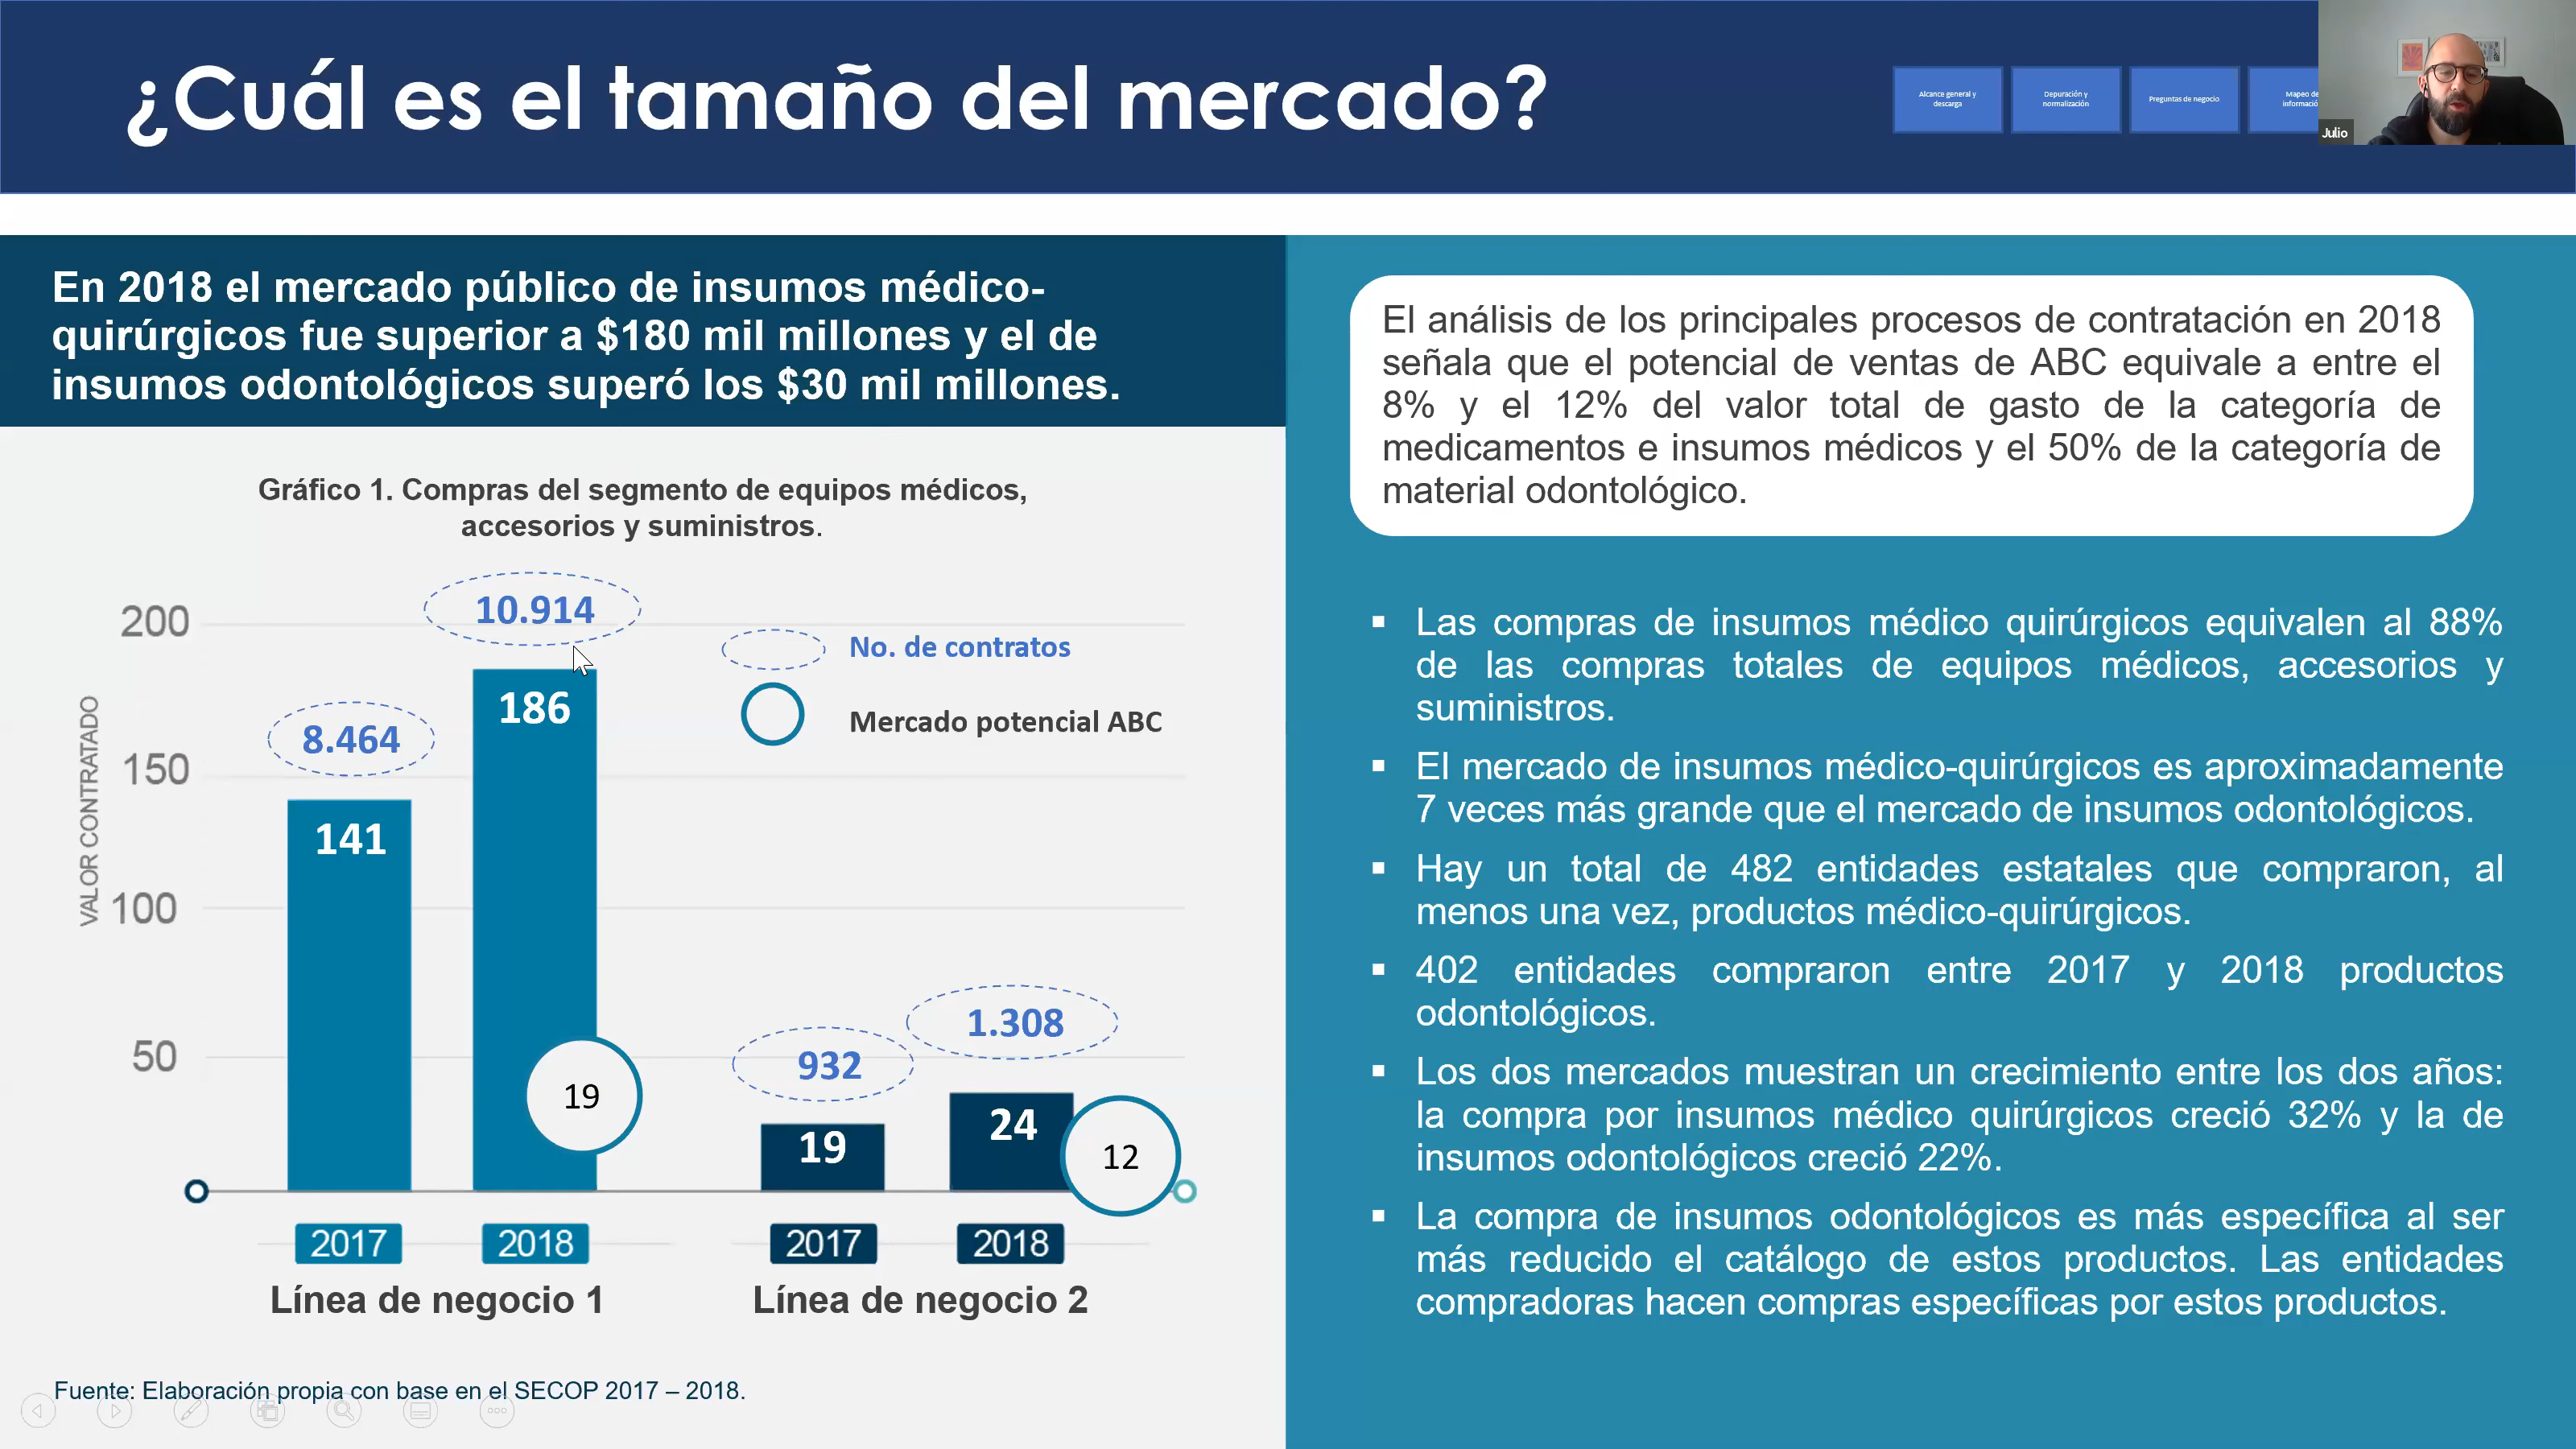 ¿Cuál es el tamaño del mercado?
Alcance general y
descarga
Depuración y
normalización
Preguntas de negocio
Mapeo de
Julio
En 2018 el mercado público de insumos médico-
quirúrgicos fue superior a $180 mil millones y el de
insumos odontológicos superó los $30 mil millones.
Gráfico 1. Compras del segmento de equipos médicos,
accesorios y suministros.
VALOR CONTRATADO
200
150
100
50
10.914
8.464
186
141
19
No. de contratos
Mercado potencial ABC
932
1.308
19
24
12
2017
2018
2017
2018
Línea de negocio 1
Línea de negocio 2
Fuente: Elaboración propia con base en el SECOP 2017 – 2018.
El análisis de los principales procesos de contratación en 2018
señala que el potencial de ventas de ABC equivale a entre el
8% y el 12% del valor total de gasto de la categoría de
medicamentos e insumos médicos y el 50% de la categoría de
material odontológico.
▪ Las compras de insumos médico quirúrgicos equivalen al 88%
de las compras totales de equipos médicos, accesorios y
suministros.
▪ El mercado de insumos médico-quirúrgicos es aproximadamente
7 veces más grande que el mercado de insumos odontológicos.
▪ Hay un total de 482 entidades estatales que compraron, al
menos una vez, productos médico-quirúrgicos.
▪ 402 entidades compraron entre 2017 y 2018 productos
odontológicos.
▪ Los dos mercados muestran un crecimiento entre los dos años:
la compra por insumos médico quirúrgicos creció 32% y la de
insumos odontológicos creció 22%.
▪ La compra de insumos odontológicos es más específica al ser
más reducido el catálogo de estos productos. Las entidades
compradoras hacen compras específicas por estos productos.